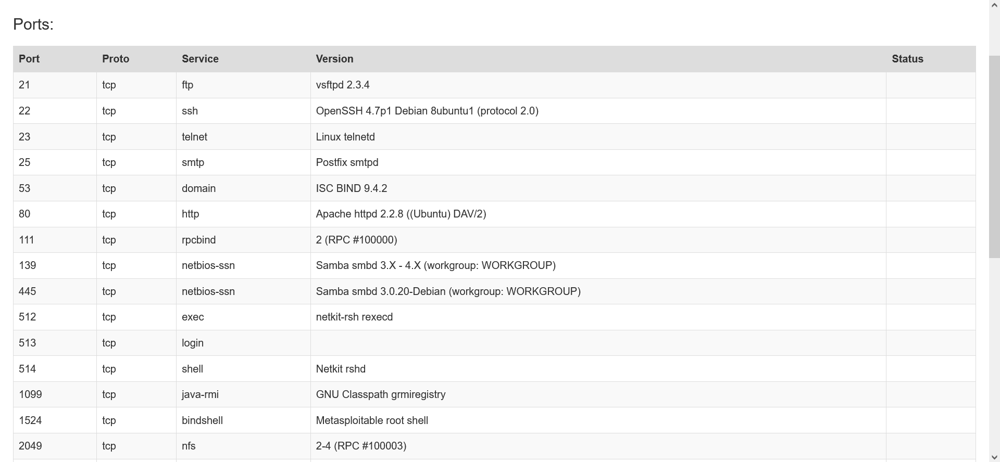 Ports:
Port Proto Service Version Status
21 tcp ftp vsftpd 2.3.4
22 tcp ssh OpenSSH 4.7p1 Debian 8ubuntu1 (protocol 2.0)
23 tcp telnet Linux telnetd
25 tcp smtp Postfix smtpd
53 tcp domain ISC BIND 9.4.2
80 tcp http Apache httpd 2.2.8 ((Ubuntu) DAV/2)
111 tcp rpcbind 2 (RPC #100000)
139 tcp netbios-ssn Samba smbd 3.X - 4.X (workgroup: WORKGROUP)
445 tcp netbios-ssn Samba smbd 3.0.20-Debian (workgroup: WORKGROUP)
512 tcp exec netkit-rsh rexecd
513 tcp login
514 tcp shell Netkit rshd
1099 tcp java-rmi GNU Classpath grmiregistry
1524 tcp bindshell Metasploitable root shell
2049 tcp nfs 2-4 (RPC #100003)